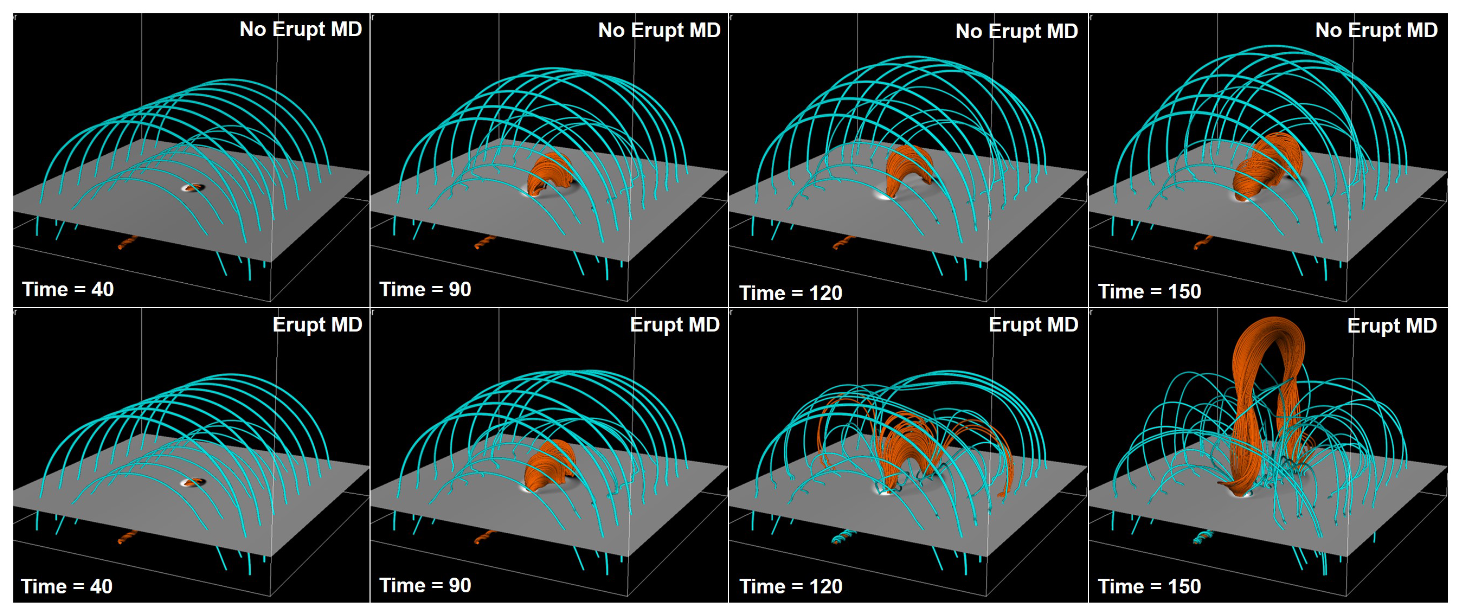 No Erupt MD
Time = 40
No Erupt MD
Time = 90
No Erupt MD
Time = 120
No Erupt MD
Time = 150
Erupt MD
Time = 40
Erupt MD
Time = 90
Erupt MD
Time = 120
Erupt MD
Time = 150